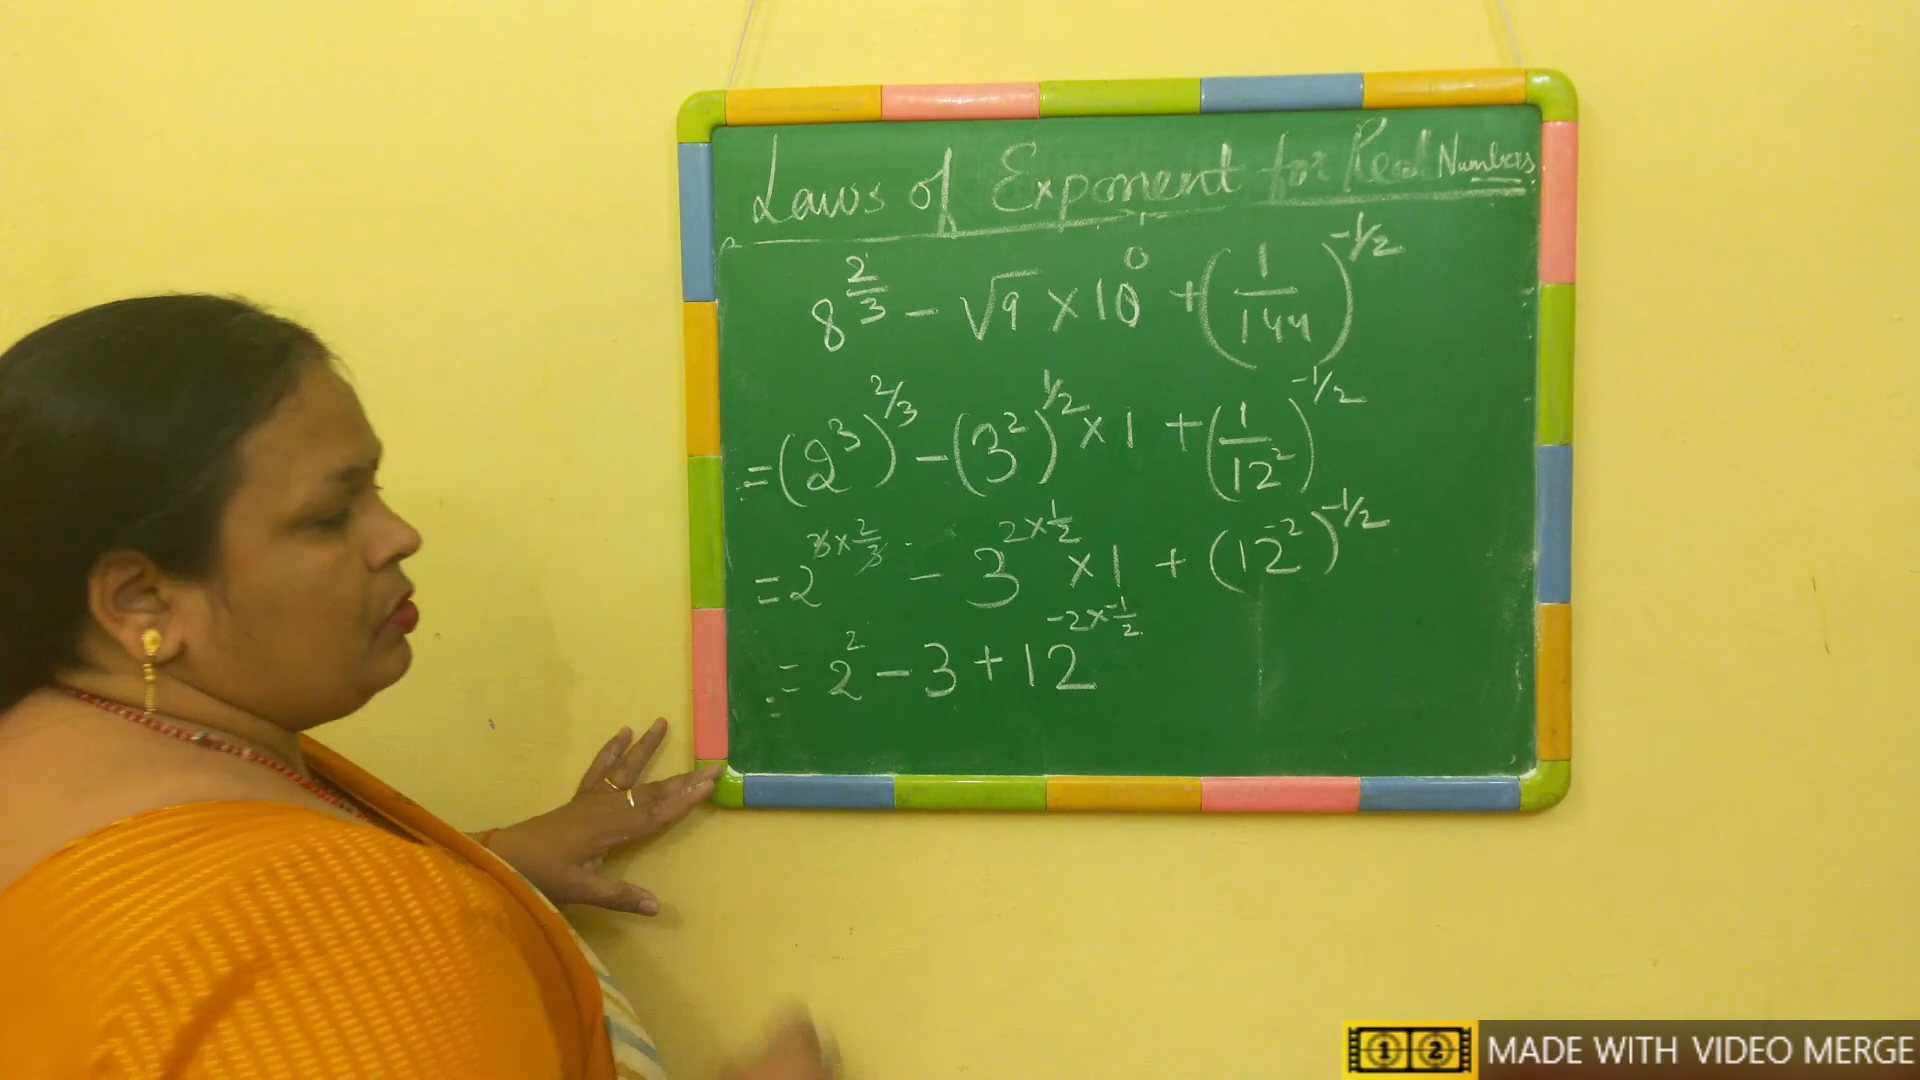 Laws of Exponent for Real Numbers.
8^(2/3) - √9 × 10^0 + (1/144)^(-1/2)
= (2^3)^(2/3) - (3^2)^(1/2) × 1 + (1/12^2)^(-1/2)
= 2^(3×2/3) - 3^(2×1/2) × 1 + (12^-2)^(-1/2)
= 2^2 - 3 + 12^(-2×-1/2)
MADE WITH VIDEO MERGE